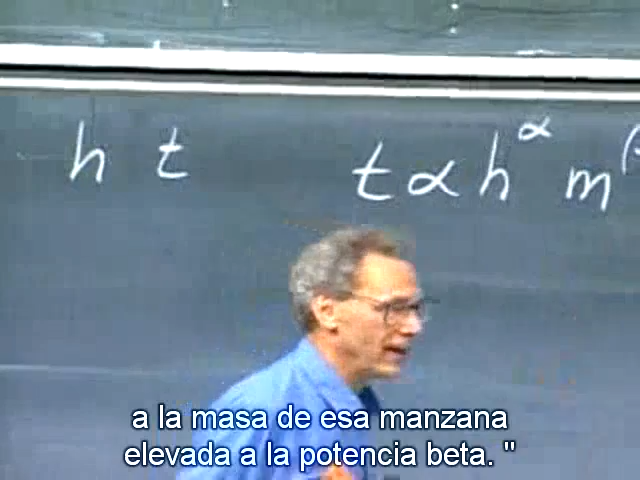 h t
t ∝ h^α m^β
a la masa de esa manzana
elevada a la potencia beta. "